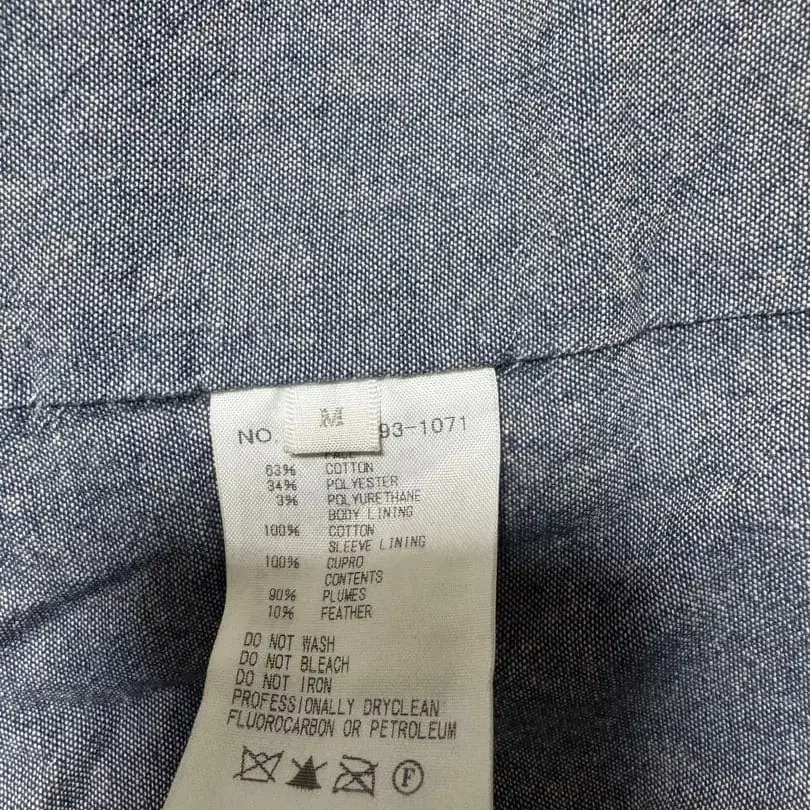 M
NO. 93-1071
63% COTTON
34% POLYESTER
3% POLYURETHANE
BODY LINING
100% COTTON
SLEEVE LINING
100% CUPRO
CONTENTS
90% PLUMES
10% FEATHER
DO NOT WASH
DO NOT BLEACH
DO NOT IRON
PROFESSIONALLY DRYCLEAN
FLUOROCARBON OR PETROLEUM
F